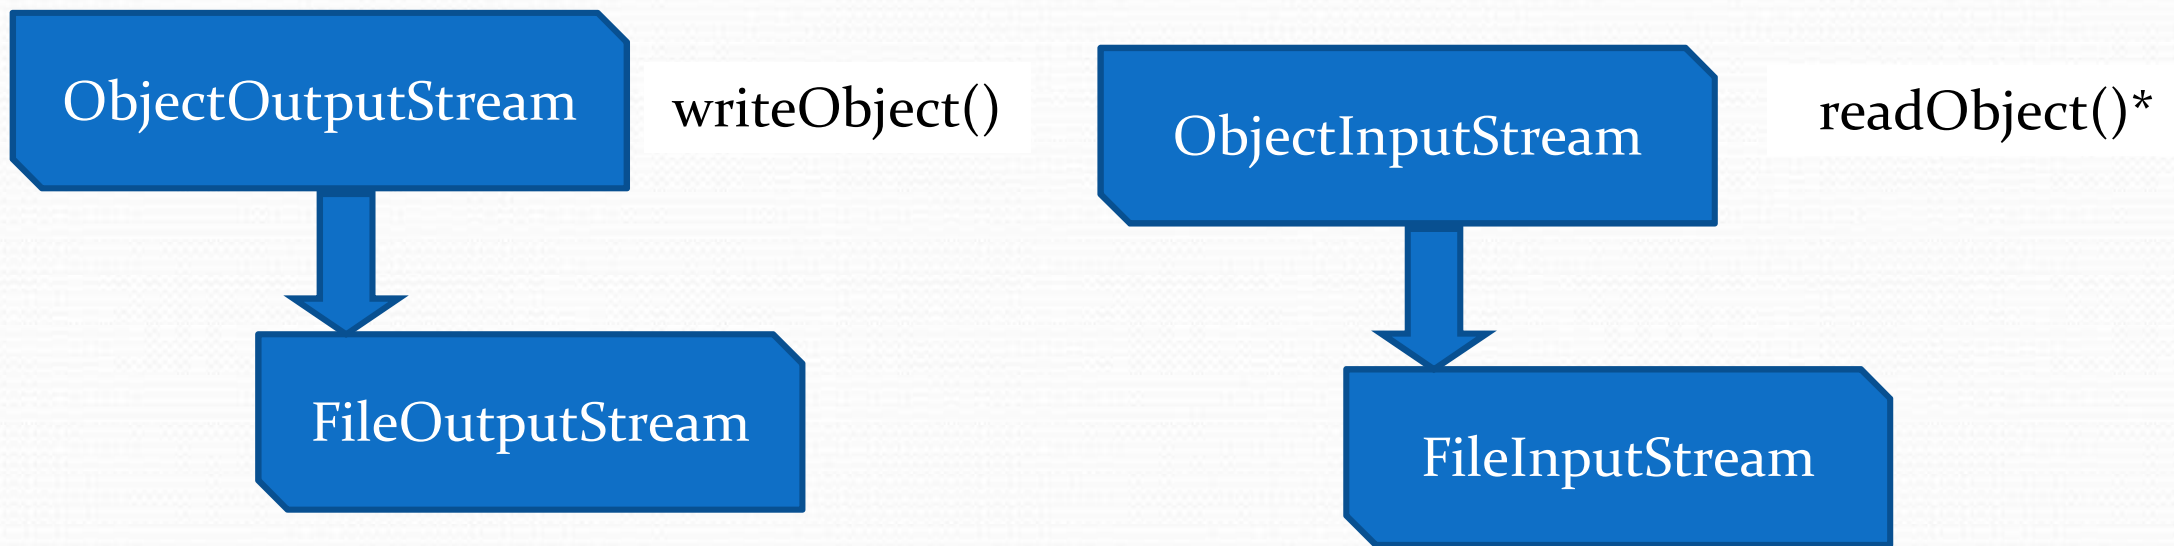 ObjectOutputStream
writeObject()
FileOutputStream
ObjectInputStream
readObject()*
FileInputStream